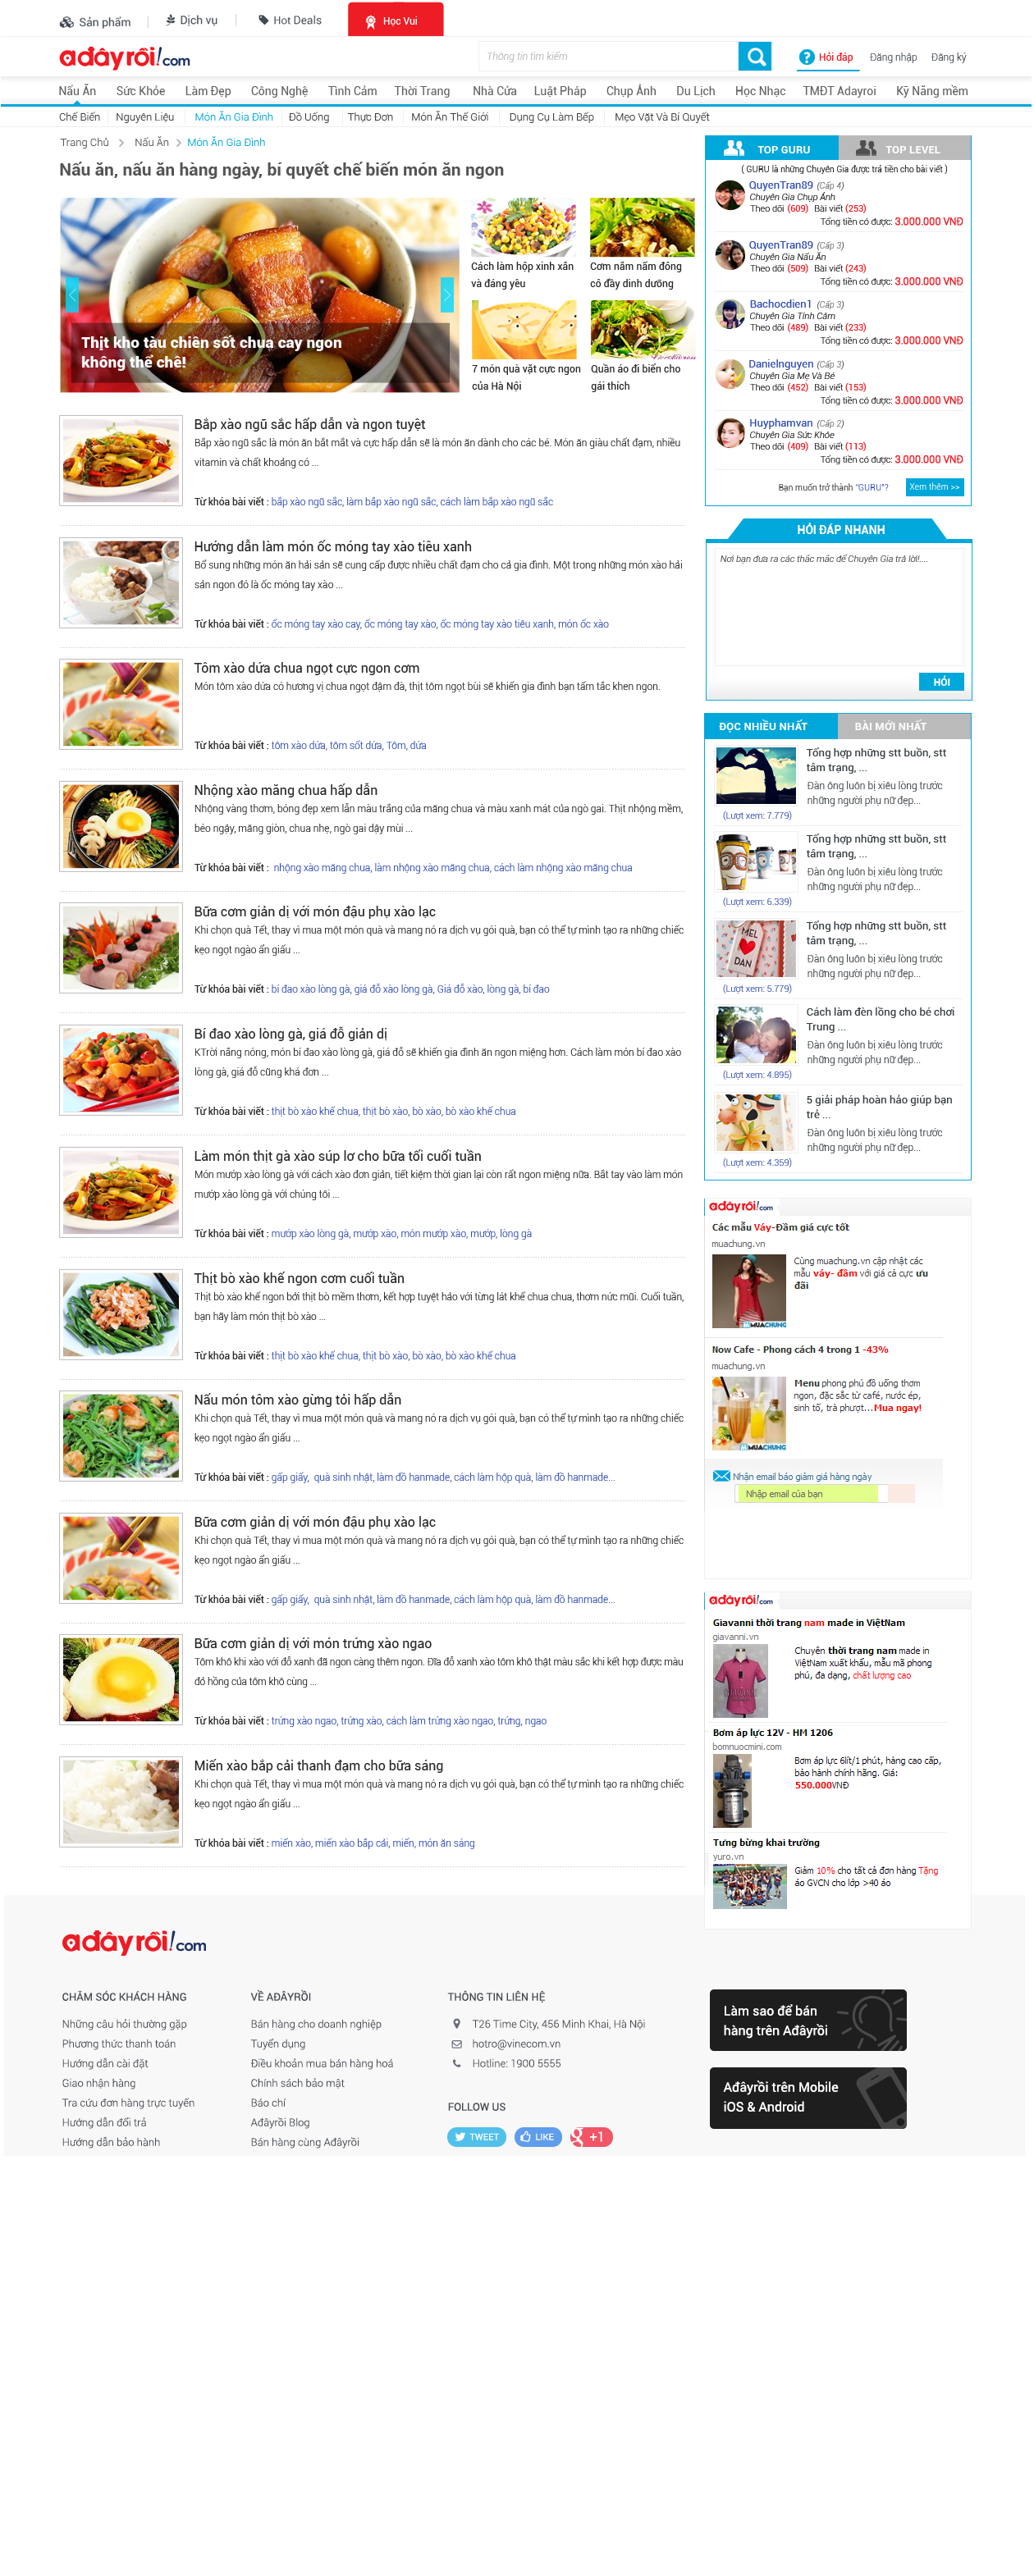 Sản phẩm
Dịch vụ
Hot Deals
Học Vui
adâyrồi!.com
Thông tin tìm kiếm
Hỏi đáp
Đăng nhập
Đăng ký
Nấu Ăn
Sức Khỏe
Làm Đẹp
Công Nghệ
Tình Cảm
Thời Trang
Nhà Cửa
Luật Pháp
Chụp Ảnh
Du Lịch
Học Nhạc
TMĐT Adayroi
Kỹ Năng mềm
Chế Biến
Nguyên Liệu
Món Ăn Gia Đình
Đồ Uống
Thực Đơn
Món Ăn Thế Giới
Dụng Cụ Làm Bếp
Mẹo Vặt Và Bí Quyết
Trang Chủ
Nấu Ăn
Món Ăn Gia Đình
Nấu ăn, nấu ăn hàng ngày, bí quyết chế biến món ăn ngon
Thịt kho tàu chiên sốt chua cay ngon
không thể chê!
Cách làm hộp xinh xắn
và đáng yêu
Cơm nắm nấm đông
cô đầy dinh dưỡng
7 món quà vặt cực ngon
của Hà Nội
Quần áo đi biển cho
gái thích
Bắp xào ngũ sắc hấp dẫn và ngon tuyệt
Bắp xào ngũ sắc là món ăn bắt mắt và cực hấp dẫn sẽ là món ăn dành cho các bé. Món ăn giàu chất đạm, nhiều
vitamin và chất khoáng có ...
Từ khóa bài viết : bắp xào ngũ sắc, làm bắp xào ngũ sắc, cách làm bắp xào ngũ sắc
Hướng dẫn làm món ốc móng tay xào tiêu xanh
Bổ sung những món ăn hải sản sẽ cung cấp được nhiều chất đạm cho cả gia đình. Một trong những món xào hải
sản ngon đó là ốc móng tay xào ...
Từ khóa bài viết : ốc móng tay xào cay, ốc móng tay xào, ốc móng tay xào tiêu xanh, món ốc xào
Tôm xào dứa chua ngọt cực ngon cơm
Món tôm xào dứa có hương vị chua ngọt đậm đà, thịt tôm ngọt bùi sẽ khiến gia đình bạn tấm tắc khen ngon.
Từ khóa bài viết : tôm xào dứa, tôm sốt dứa, Tôm, dứa
Nhộng xào măng chua hấp dẫn
Nhộng vàng thơm, bóng đẹp xem lẫn màu trắng của măng chua và màu xanh mát của ngò gai. Thịt nhộng mềm,
béo ngậy, măng giòn, chua nhẹ, ngò gai dậy mùi ...
Từ khóa bài viết :  nhộng xào măng chua, làm nhộng xào măng chua, cách làm nhộng xào măng chua
Bữa cơm giản dị với món đậu phụ xào lạc
Khi chọn quà Tết, thay vì mua một món quà và mang nó ra dịch vụ gói quà, bạn có thể tự mình tạo ra những chiếc
kẹo ngọt ngào ẩn giấu ...
Từ khóa bài viết : bí đao xào lòng gà, giá đỗ xào lòng gà, Giá đỗ xào, lòng gà, bí đao
Bí đao xào lòng gà, giá đỗ giản dị
KTrời nắng nóng, món bí đao xào lòng gà, giá đỗ sẽ khiến gia đình ăn ngon miệng hơn. Cách làm món bí đao xào
lòng gà, giá đỗ cũng khá đơn ...
Từ khóa bài viết : thịt bò xào khế chua, thịt bò xào, bò xào, bò xào khế chua
Làm món thịt gà xào súp lơ cho bữa tối cuối tuần
Món mướp xào lòng gà với cách xào đơn giản, tiết kiệm thời gian lại còn rất ngon miệng nữa. Bắt tay vào làm món
mướp xào lòng gà với chúng tôi ...
Từ khóa bài viết : mướp xào lòng gà, mướp xào, món mướp xào, mướp, lòng gà
Thịt bò xào khế ngon cơm cuối tuần
Thịt bò xào khế ngon bởi thịt bò mềm thơm, kết hợp tuyệt hảo với từng lát khế chua chua, thơm nức mũi. Cuối tuần,
bạn hãy làm món thịt bò xào ...
Từ khóa bài viết : thịt bò xào khế chua, thịt bò xào, bò xào, bò xào khế chua
Nấu món tôm xào gừng tỏi hấp dẫn
Khi chọn quà Tết, thay vì mua một món quà và mang nó ra dịch vụ gói quà, bạn có thể tự mình tạo ra những chiếc
kẹo ngọt ngào ẩn giấu ...
Từ khóa bài viết : gấp giấy,  quà sinh nhật, làm đồ hanmade, cách làm hộp quà, làm đồ hanmade...
Bữa cơm giản dị với món đậu phụ xào lạc
Khi chọn quà Tết, thay vì mua một món quà và mang nó ra dịch vụ gói quà, bạn có thể tự mình tạo ra những chiếc
kẹo ngọt ngào ẩn giấu ...
Từ khóa bài viết : gấp giấy,  quà sinh nhật, làm đồ hanmade, cách làm hộp quà, làm đồ hanmade...
Bữa cơm giản dị với món trứng xào ngao
Tôm khô khi xào với đỗ xanh đã ngon càng thêm ngon. Đĩa đỗ xanh xào tôm khô thật màu sắc khi kết hợp được màu
đỏ hồng của tôm khô cùng ...
Từ khóa bài viết : trứng xào ngao, trứng xào, cách làm trứng xào ngao, trứng, ngao
Miến xào bắp cải thanh đạm cho bữa sáng
Khi chọn quà Tết, thay vì mua một món quà và mang nó ra dịch vụ gói quà, bạn có thể tự mình tạo ra những chiếc
kẹo ngọt ngào ẩn giấu ...
Từ khóa bài viết : miến xào, miến xào bắp cải, miến, món ăn sáng
TOP GURU
TOP LEVEL
( GURU là những Chuyên Gia được trả tiền cho bài viết )
QuyenTran89 (Cấp 4)
Chuyên Gia Chụp Ảnh
Theo dõi (609) Bài viết (253)
Tổng tiền có được: 3.000.000 VNĐ
QuyenTran89 (Cấp 3)
Chuyên Gia Nấu Ăn
Theo dõi (509) Bài viết (243)
Tổng tiền có được: 3.000.000 VNĐ
Bachocdien1 (Cấp 3)
Chuyên Gia Tính Cảm
Theo dõi (489) Bài viết (233)
Tổng tiền có được: 3.000.000 VNĐ
Danielnguyen (Cấp 3)
Chuyên Gia Mẹ Và Bé
Theo dõi (452) Bài viết (153)
Tổng tiền có được: 3.000.000 VNĐ
Huyphamvan (Cấp 2)
Chuyên Gia Sức Khỏe
Theo dõi (409) Bài viết (113)
Tổng tiền có được: 3.000.000 VNĐ
Bạn muốn trở thành "GURU"?
Xem thêm >>
HỎI ĐÁP NHANH
Nơi bạn đưa ra các thắc mắc để Chuyên Gia trả lời!....
HỎI
ĐỌC NHIỀU NHẤT
BÀI MỚI NHẤT
Tổng hợp những stt buồn, stt
tâm trạng, ...
Đàn ông luôn bị xiêu lòng trước
những người phụ nữ đẹp...
(Lượt xem: 7.779)
Tổng hợp những stt buồn, stt
tâm trạng, ...
Đàn ông luôn bị xiêu lòng trước
những người phụ nữ đẹp...
(Lượt xem: 6.339)
MEL
DAN
Tổng hợp những stt buồn, stt
tâm trạng, ...
Đàn ông luôn bị xiêu lòng trước
những người phụ nữ đẹp...
(Lượt xem: 5.779)
Cách làm đèn lồng cho bé chơi
Trung ...
Đàn ông luôn bị xiêu lòng trước
những người phụ nữ đẹp...
(Lượt xem: 4.895)
5 giải pháp hoàn hảo giúp bạn
trẻ ...
Đàn ông luôn bị xiêu lòng trước
những người phụ nữ đẹp...
(Lượt xem: 4.359)
adâyrồi!.com
Các mẫu Váy-Đầm giá cực tốt
muachung.vn
Cùng muachung.vn cập nhật các
mẫu váy- đầm với giá cả cực ưu
đãi
MUACHUNG
Now Cafe - Phong cách 4 trong 1 -43%
muachung.vn
Menu phong phú đồ uống thơm
ngon, đặc sắc từ café, nước ép,
sinh tố, trà phượt...Mua ngay!
MUACHUNG
Nhận email báo giảm giá hàng ngày
Nhập email của bạn
adâyrồi!.com
Giavanni thời trang nam made in ViệtNam
giavanni.vn
Chuyên thời trang nam made in
ViệtNam xuất khẩu, mẫu mã phong
phú, đa dạng, chất lượng cao
Bơm áp lực 12V - HM 1206
bomnuocmini.com
Bơm áp lực 6lít/1 phút, hàng cao cấp,
bảo hành chính hãng. Giá:
550.000VNĐ
Tưng bừng khai trường
yuro.vn
Giảm 10% cho tất cả đơn hàng Tặng
áo GVCN cho lớp >40 áo
adâyrồi!.com
CHĂM SÓC KHÁCH HÀNG
Những câu hỏi thường gặp
Phương thức thanh toán
Hướng dẫn cài đặt
Giao nhận hàng
Tra cứu đơn hàng trực tuyến
Hướng dẫn đổi trả
Hướng dẫn bảo hành
VỀ AĐÂYRỒI
Bán hàng cho doanh nghiệp
Tuyển dụng
Điều khoản mua bán hàng hoá
Chính sách bảo mật
Báo chí
Ađâyrồi Blog
Bán hàng cùng Ađâyrồi
THÔNG TIN LIÊN HỆ
T26 Time City, 456 Minh Khai, Hà Nội
hotro@vinecom.vn
Hotline: 1900 5555
FOLLOW US
TWEET
LIKE
+1
Làm sao để bán
hàng trên Ađâyrồi
Ađâyrồi trên Mobile
iOS & Android